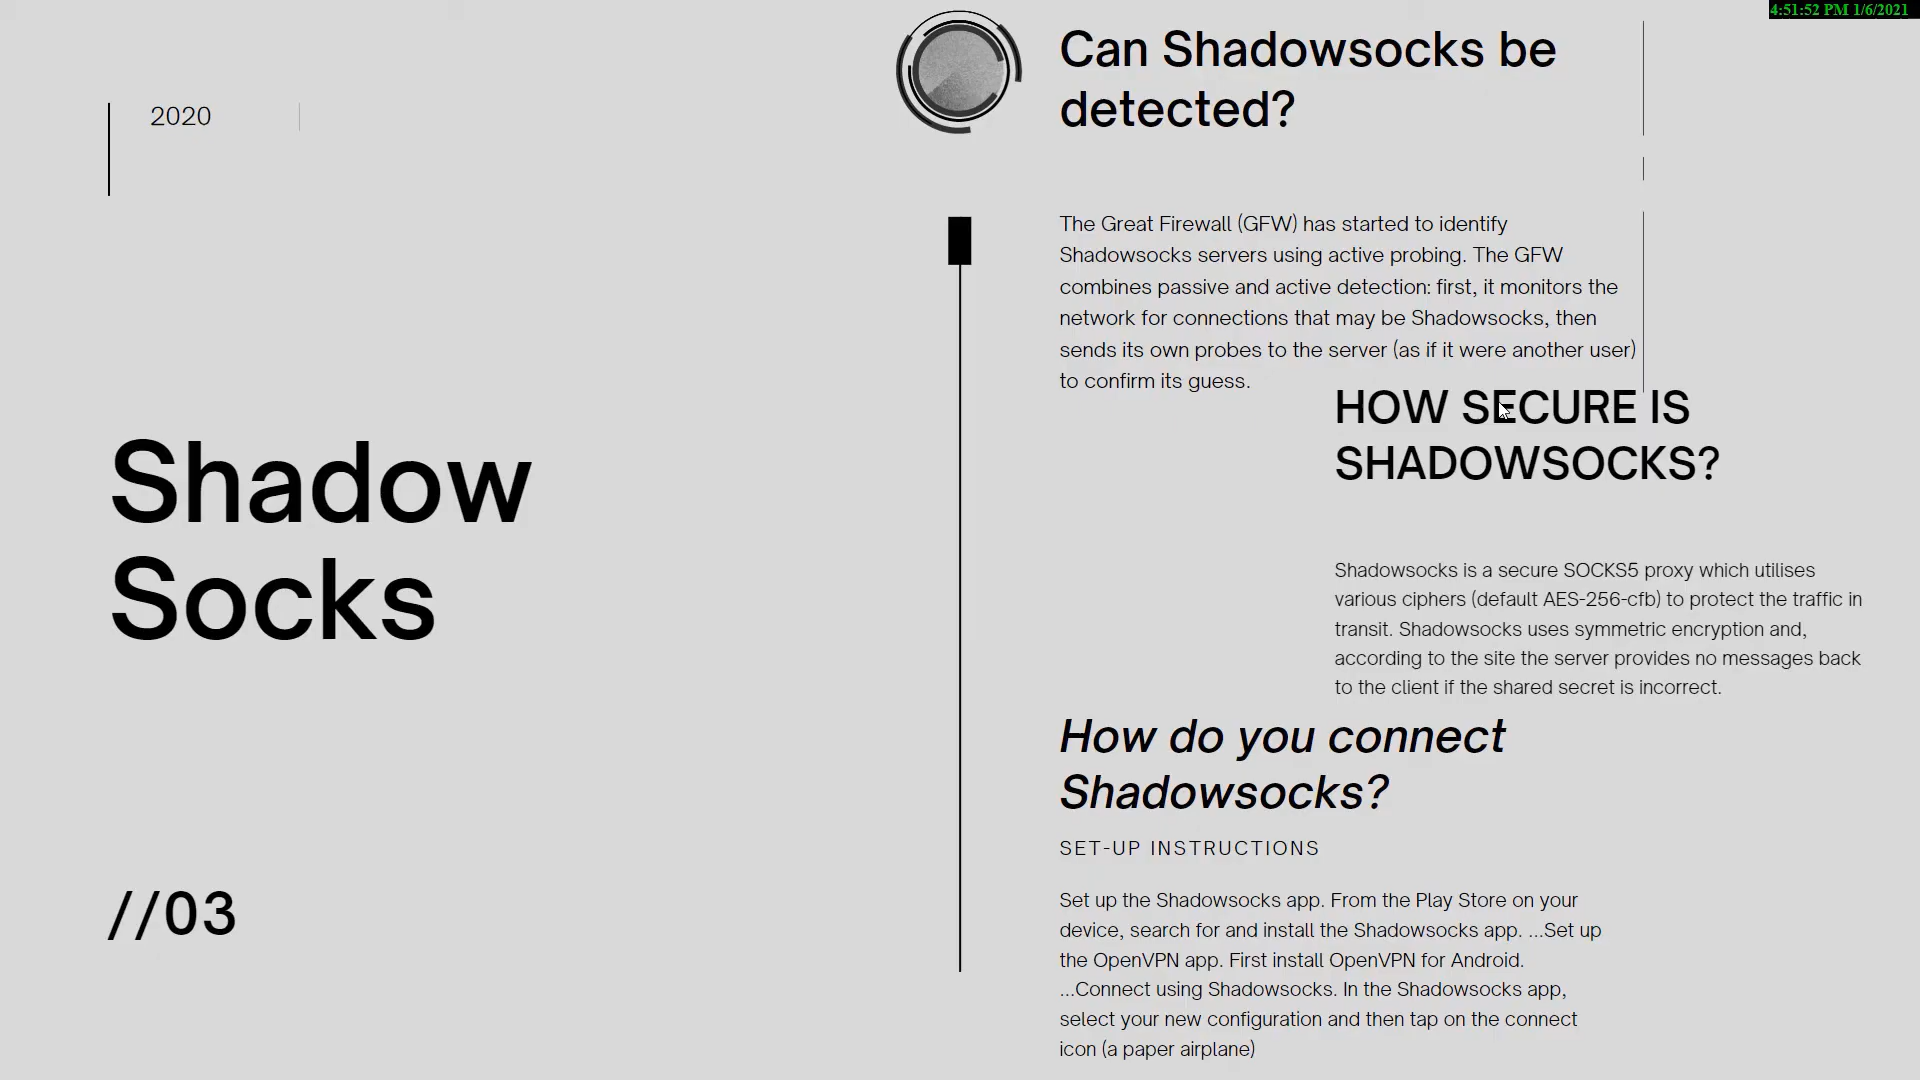 4:51:52 PM 1/6/2021
2020
Shadow
Socks
//03
Can Shadowsocks be
detected?
The Great Firewall (GFW) has started to identify
Shadowsocks servers using active probing. The GFW
combines passive and active detection: first, it monitors the
network for connections that may be Shadowsocks, then
sends its own probes to the server (as if it were another user)
to confirm its guess.
HOW SECURE IS
SHADOWSOCKS?
Shadowsocks is a secure SOCKS5 proxy which utilises
various ciphers (default AES-256-cfb) to protect the traffic in
transit. Shadowsocks uses symmetric encryption and,
according to the site the server provides no messages back
to the client if the shared secret is incorrect.
How do you connect
Shadowsocks?
SET-UP INSTRUCTIONS
Set up the Shadowsocks app. From the Play Store on your
device, search for and install the Shadowsocks app. ...Set up
the OpenVPN app. First install OpenVPN for Android.
...Connect using Shadowsocks. In the Shadowsocks app,
select your new configuration and then tap on the connect
icon (a paper airplane)